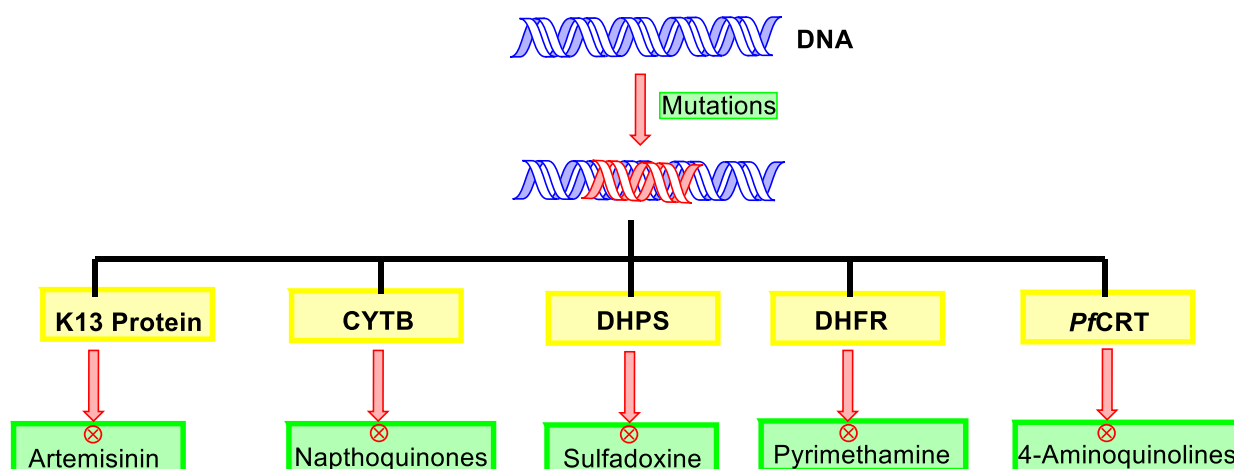 DNA
Mutations
K13 Protein
CYTB
DHPS
DHFR
PfCRT
Artemisinin
Napthoquinones
Sulfadoxine
Pyrimethamine
4-Aminoquinolines